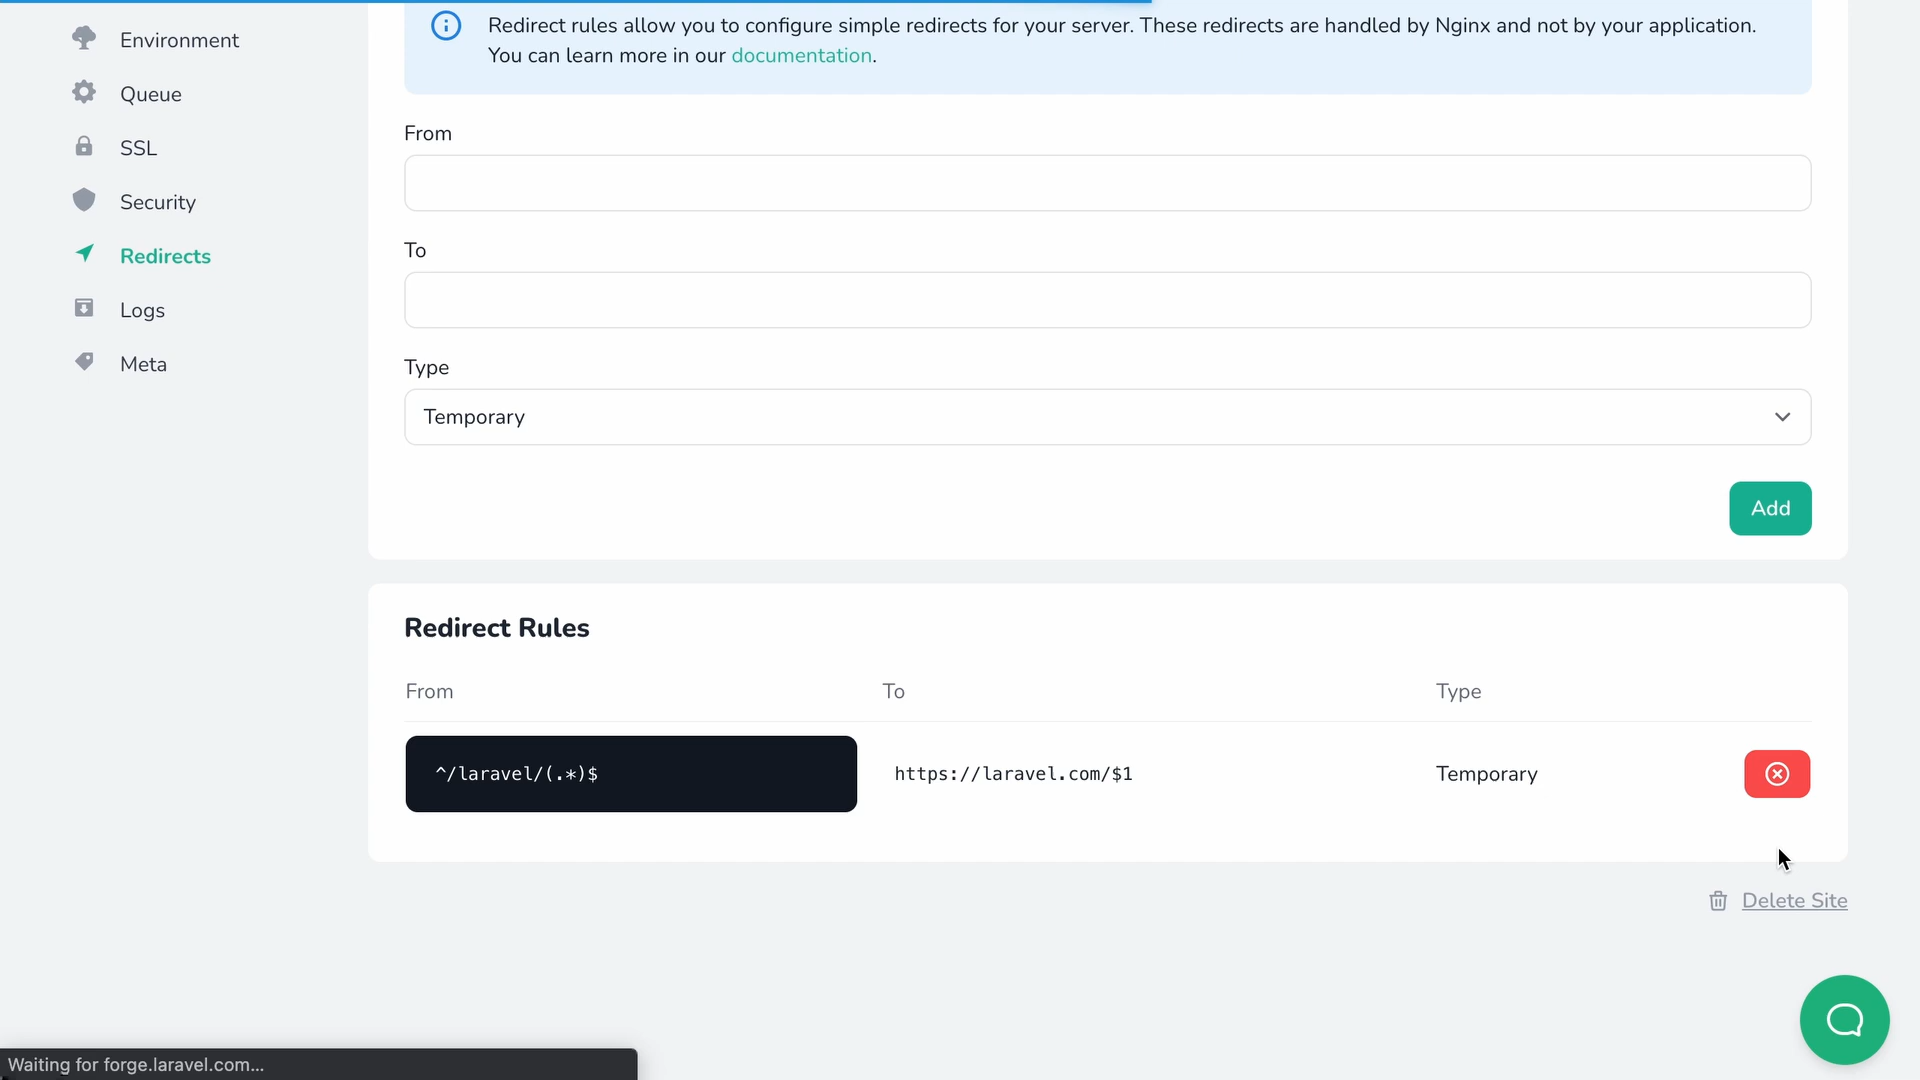 Environment
Queue
SSL
Security
Redirects
Logs
Meta
Redirect rules allow you to configure simple redirects for your server. These redirects are handled by Nginx and not by your application.
You can learn more in our documentation.
From
To
Type
Temporary
Add
Redirect Rules
From To Type
^/laravel/(.*)$ https://laravel.com/$1 Temporary
Delete Site
Waiting for forge.laravel.com...